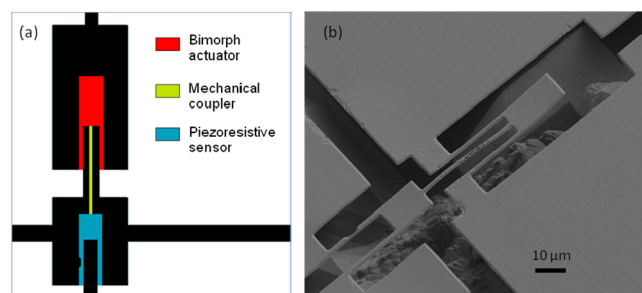 (a)
Bimorph
actuator
Mechanical
coupler
Piezoresistive
sensor
(b)
10 μm